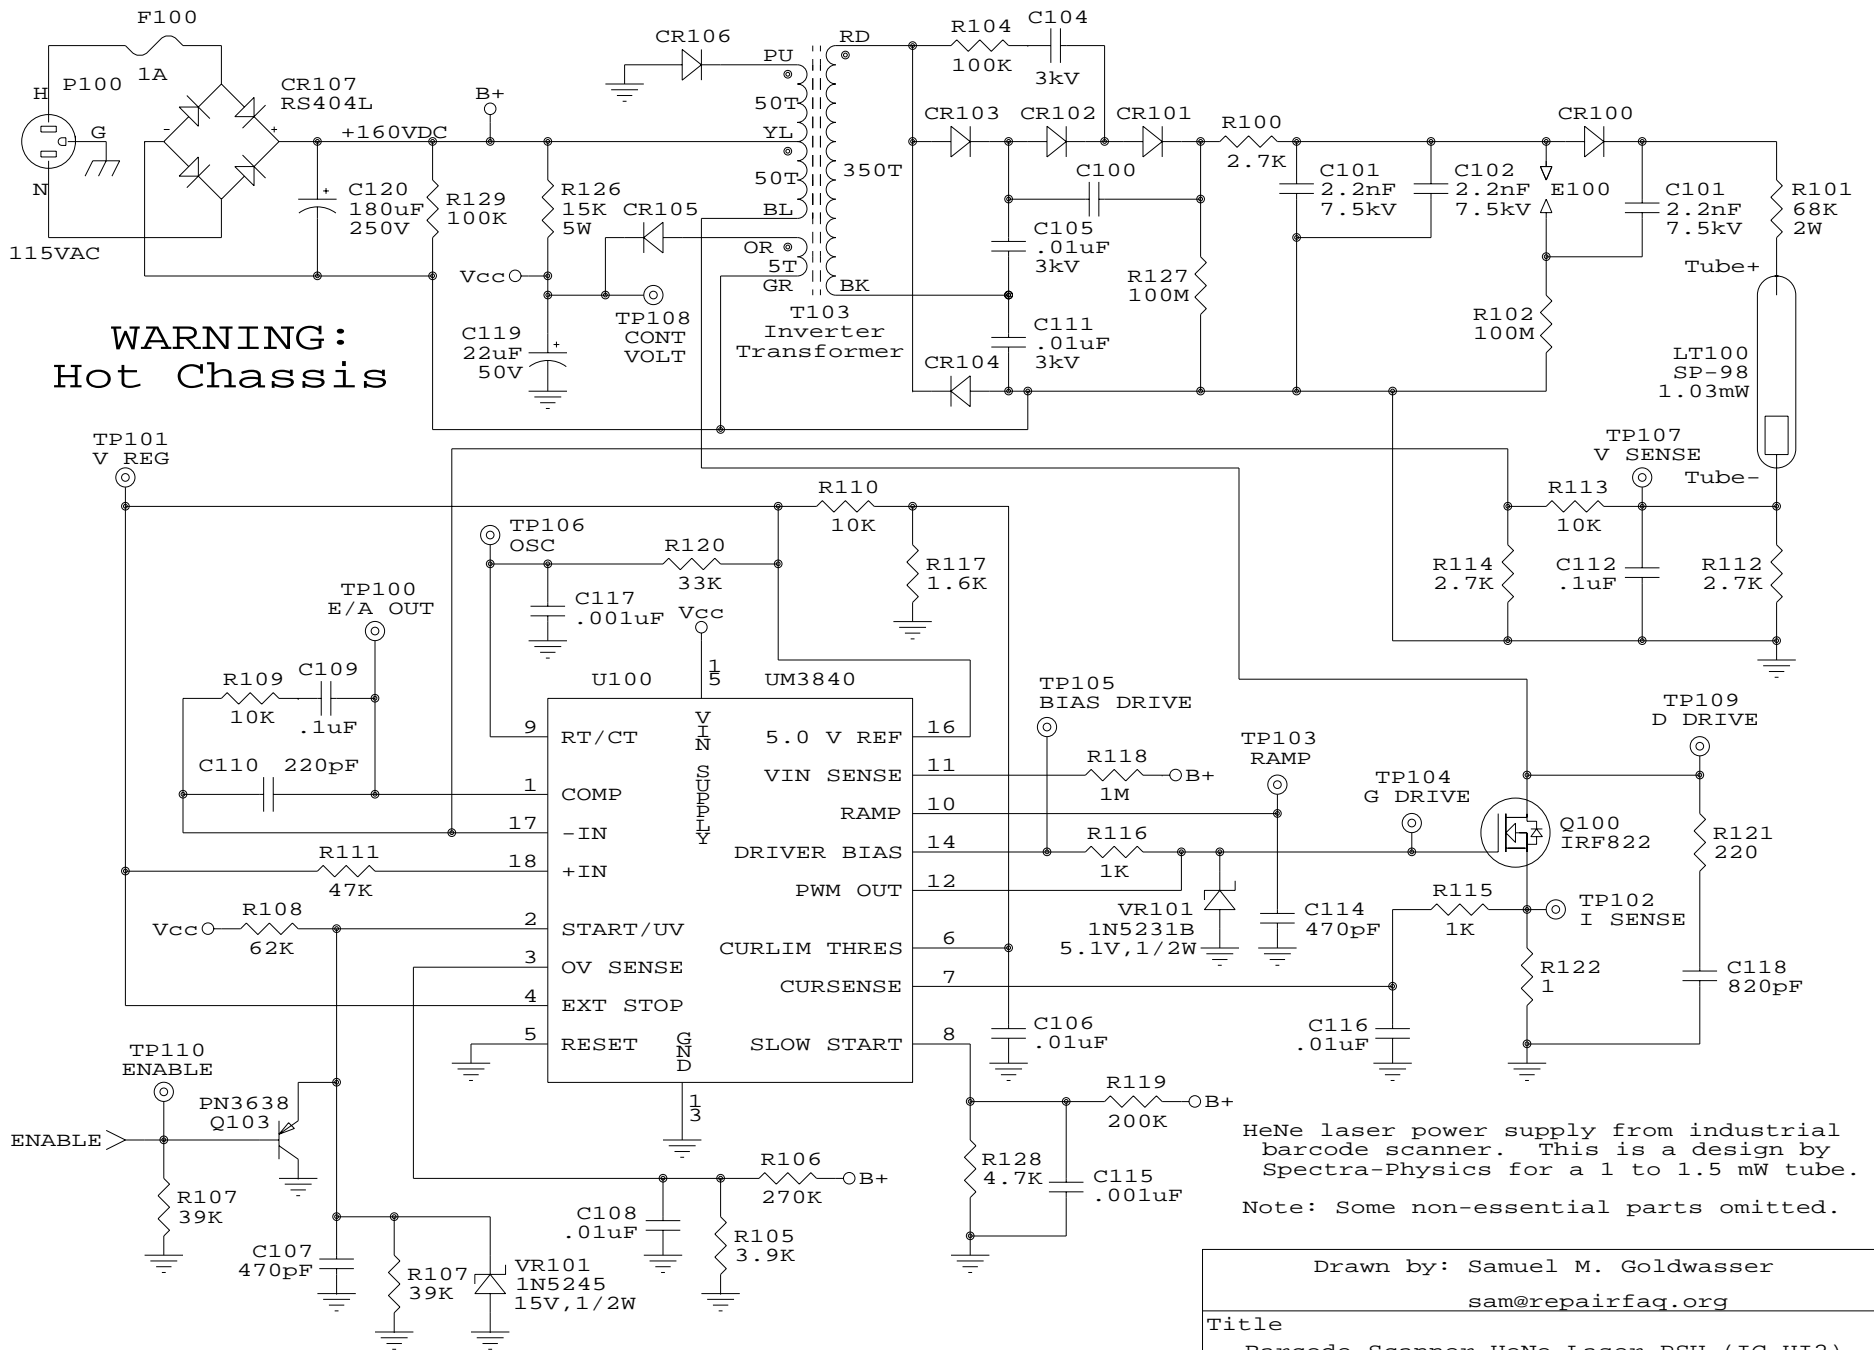 F100
1A
H
P100
G
N
115VAC
CR107
RS404L
+160VDC
B+
C120
180uF
250V
R129
100K
R126
15K
5W
CR105
CR106
PU
50T
YL
50T
BL
OR
5T
GR
RD
350T
BK
T103
Inverter
Transformer
Vcc
TP108
CONT
VOLT
C119
22uF
50V
WARNING:
Hot Chassis
R104
100K
C104
3kV
CR103
CR102
CR101
R100
2.7K
C100
C105
.01uF
3kV
R127
100M
C111
.01uF
3kV
CR104
C101
2.2nF
7.5kV
C102
2.2nF
7.5kV
E100
CR100
C101
2.2nF
7.5kV
R101
68K
2W
R102
100M
Tube+
LT100
SP-98
1.03mW
Tube-
TP107
V SENSE
R113
10K
R114
2.7K
C112
.1uF
R112
2.7K
TP101
V REG
R110
10K
TP106
OSC
R120
33K
R117
1.6K
C117
.001uF
Vcc
TP100
E/A OUT
R109
10K
C109
.1uF
C110
220pF
U100
15
UM3840
VIN SUPPLY
9
RT/CT
1
COMP
17
-IN
18
+IN
2
START/UV
3
OV SENSE
4
EXT STOP
5
RESET
GND
13
5.0 V REF
16
VIN SENSE
11
RAMP
10
DRIVER BIAS
14
PWM OUT
12
CURLIM THRES
6
CURSENSE
7
SLOW START
8
R111
47K
Vcc
R108
62K
TP105
BIAS DRIVE
R118
1M
B+
TP103
RAMP
R116
1K
TP104
G DRIVE
VR101
1N5231B
5.1V,1/2W
C114
470pF
TP109
D DRIVE
Q100
IRF822
R121
220
R115
1K
TP102
I SENSE
R122
1
C118
820pF
C106
.01uF
C116
.01uF
TP110
ENABLE
PN3638
Q103
ENABLE
R107
39K
C107
470pF
R107
39K
VR101
1N5245
15V,1/2W
C108
.01uF
R106
270K
B+
R105
3.9K
R119
200K
B+
R128
4.7K
C115
.001uF
HeNe laser power supply from industrial
barcode scanner.  This is a design by
Spectra-Physics for a 1 to 1.5 mW tube.
Note: Some non-essential parts omitted.
Drawn by: Samuel M. Goldwasser
sam@repairfaq.org
Title